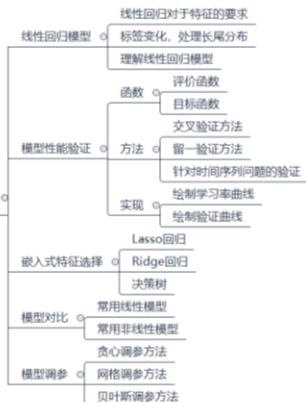 线性回归对于特征的要求
线性回归模型
标签变化，处理长尾分布
理解线性回归模型
评价函数
函数
目标函数
交叉验证方法
模型性能验证
方法
留一验证方法
针对时间序列问题的验证
绘制学习率曲线
实现
绘制验证曲线
Lasso回归
嵌入式特征选择
Ridge回归
决策树
常用线性模型
模型对比
常用非线性模型
贪心调参方法
模型调参
网格调参方法
贝叶斯调参方法